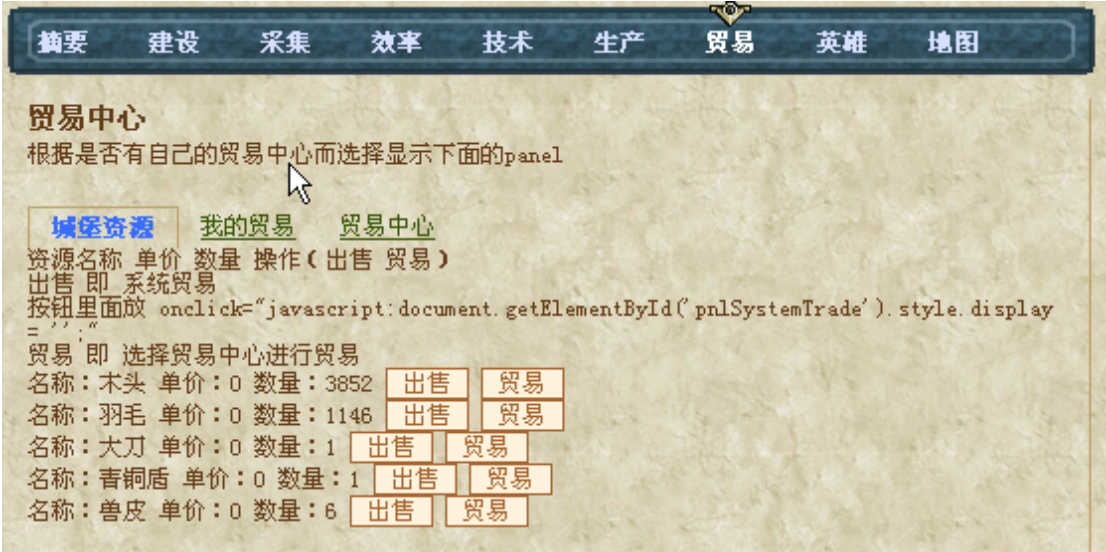 摘要 建设 采集 效率 技术 生产 贸易 英雄 地图
贸易中心
根据是否有自己的贸易中心而选择显示下面的panel
城堡资源 我的贸易 贸易中心
资源名称 单价 数量 操作(出售 贸易)
出售 即 系统贸易
按钮里面放 onclick="javascript:document.getElementById('pnlSystemTrade').style.display
= '';"
贸易 即 选择贸易中心进行贸易
名称：木头 单价：0 数量：3852 出售 贸易
名称：羽毛 单价：0 数量：1146 出售 贸易
名称：大刀 单价：0 数量：1 出售 贸易
名称：青铜盾 单价：0 数量：1 出售 贸易
名称：兽皮 单价：0 数量：6 出售 贸易